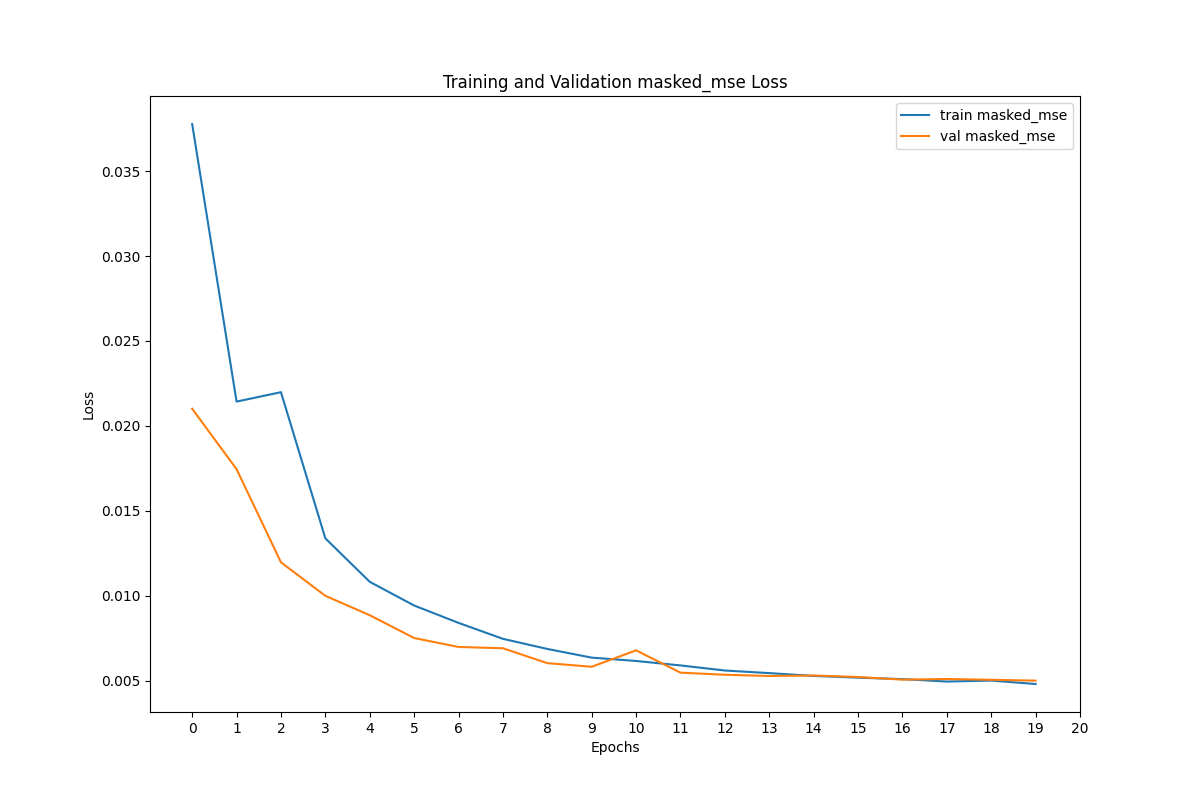 Training and Validation masked_mse Loss
train masked_mse
val masked_mse
0.035
0.030
0.025
0.020
0.015
0.010
0.005
Loss
0 1 2 3 4 5 6 7 8 9 10 11 12 13 14 15 16 17 18 19 20
Epochs